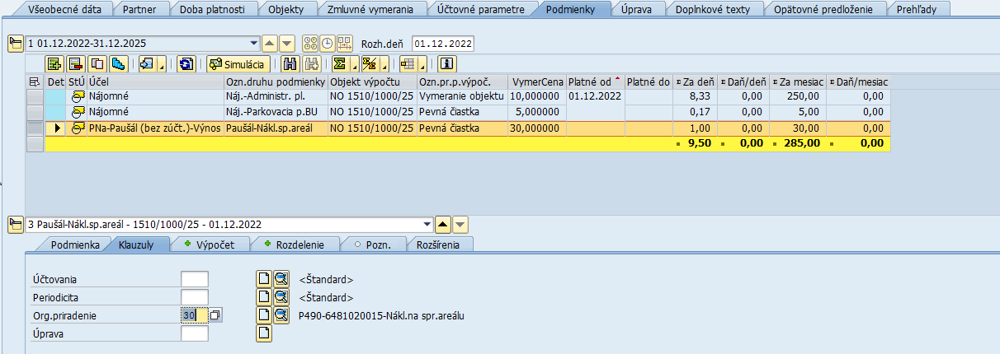 Všeobecné dáta Partner Doba platnosti Objekty Zmluvné vymerania Účtovné parametre Podmienky Úprava Doplnkové texty Opätovné predloženie Prehľady
1 01.12.2022-31.12.2025 Rozh.deň 01.12.2022
Simulácia
Det StÚ Účel Ozn.druhu podmienky Objekt výpočtu Ozn.pr.p.výpoč. VymerCena Platné od Platné do Σ Za deň Σ Daň/deň Σ Za mesiac Σ Daň/mesiac
Nájomné Náj.-Administr. pl. NO 1510/1000/25 Vymeranie objektu 10,000000 01.12.2022 8,33 0,00 250,00 0,00
Nájomné Náj.-Parkovacia p.BU NO 1510/1000/25 Pevná čiastka 5,000000 0,17 0,00 5,00 0,00
PNa-Paušál (bez zúčt.)-Výnos Paušál-Nákl.sp.areál NO 1510/1000/25 Pevná čiastka 30,000000 1,00 0,00 30,00 0,00
9,50 0,00 285,00 0,00
3 Paušál-Nákl.sp.areál - 1510/1000/25 - 01.12.2022
Podmienka Klauzuly Výpočet Rozdelenie Pozn. Rozšírenia
Účtovania <Štandard>
Periodicita <Štandard>
Org.priradenie 30 P490-6481020015-Nákl.na spr.areálu
Úprava